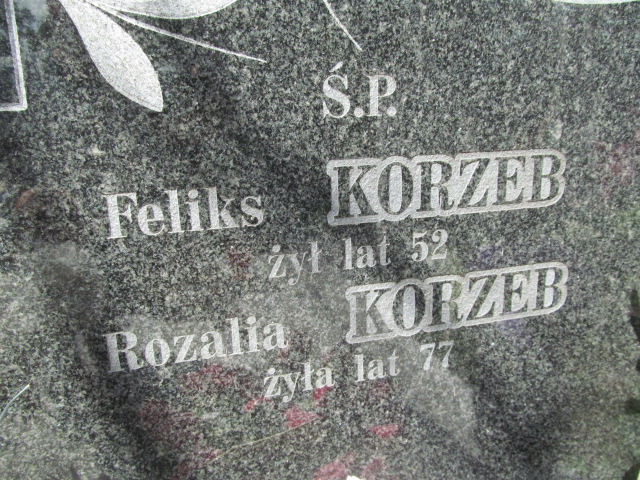 Ś.P.
Feliks KORZEB
żył lat 52
Rozalia KORZEB
żyła lat 77